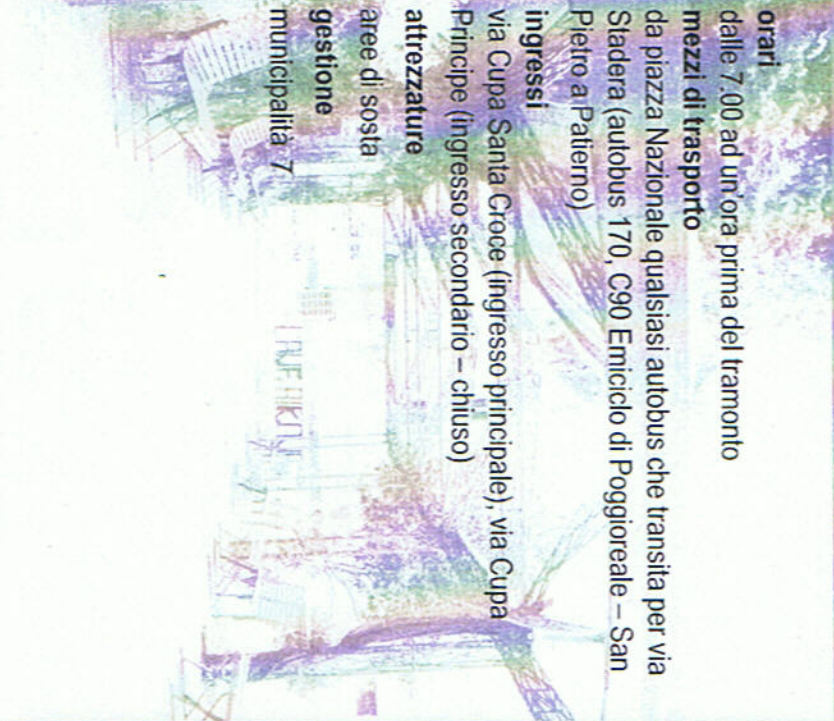 orari
dalle 7.00 ad un'ora prima del tramonto
mezzi di trasporto
da piazza Nazionale qualsiasi autobus che transita per via
Stadera (autobus 170, C90 Emiciclo di Poggioreale – San
Pietro a Patierno)
ingressi
via Cupa Santa Croce (ingresso principale), via Cupa
Principe (ingresso secondario – chiuso)
attrezzature
aree di sosta
gestione
municipalità 7